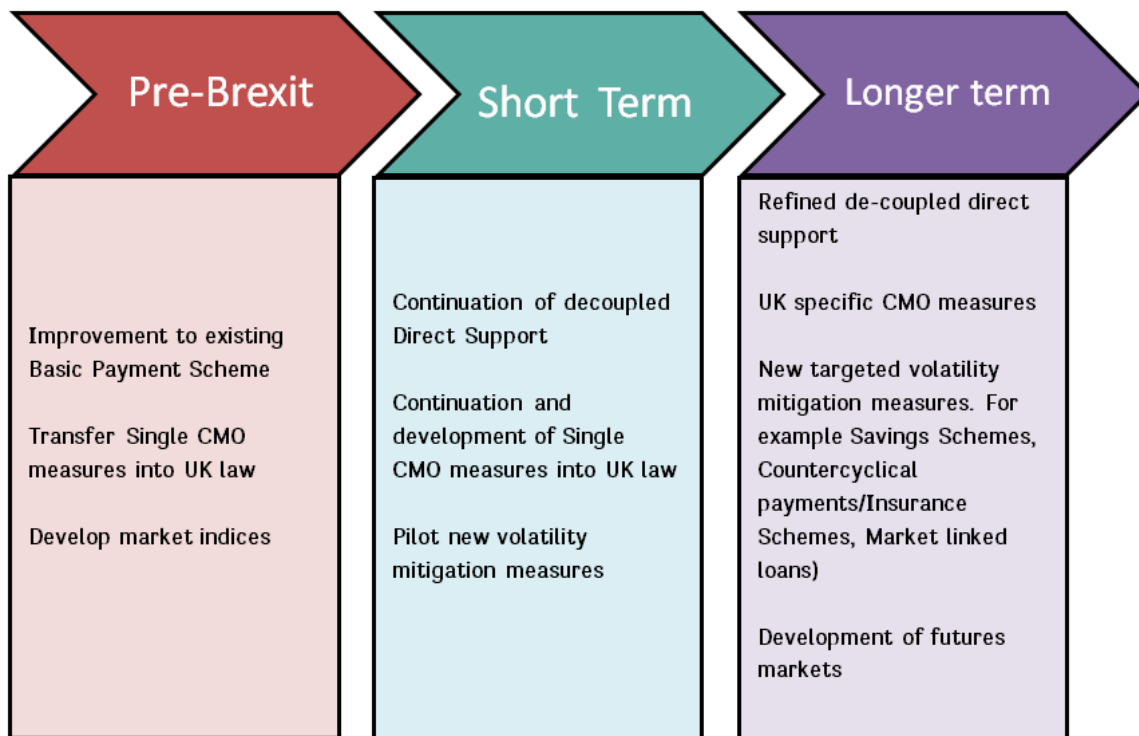 Pre-Brexit
Improvement to existing
Basic Payment Scheme
Transfer Single CMO
measures into UK law
Develop market indices
Short Term
Continuation of decoupled
Direct Support
Continuation and
development of Single
CMO measures into UK law
Pilot new volatility
mitigation measures
Longer term
Refined de-coupled direct
support
UK specific CMO measures
New targeted volatility
mitigation measures. For
example Savings Schemes,
Countercyclical
payments/Insurance
Schemes, Market linked
loans)
Development of futures
markets